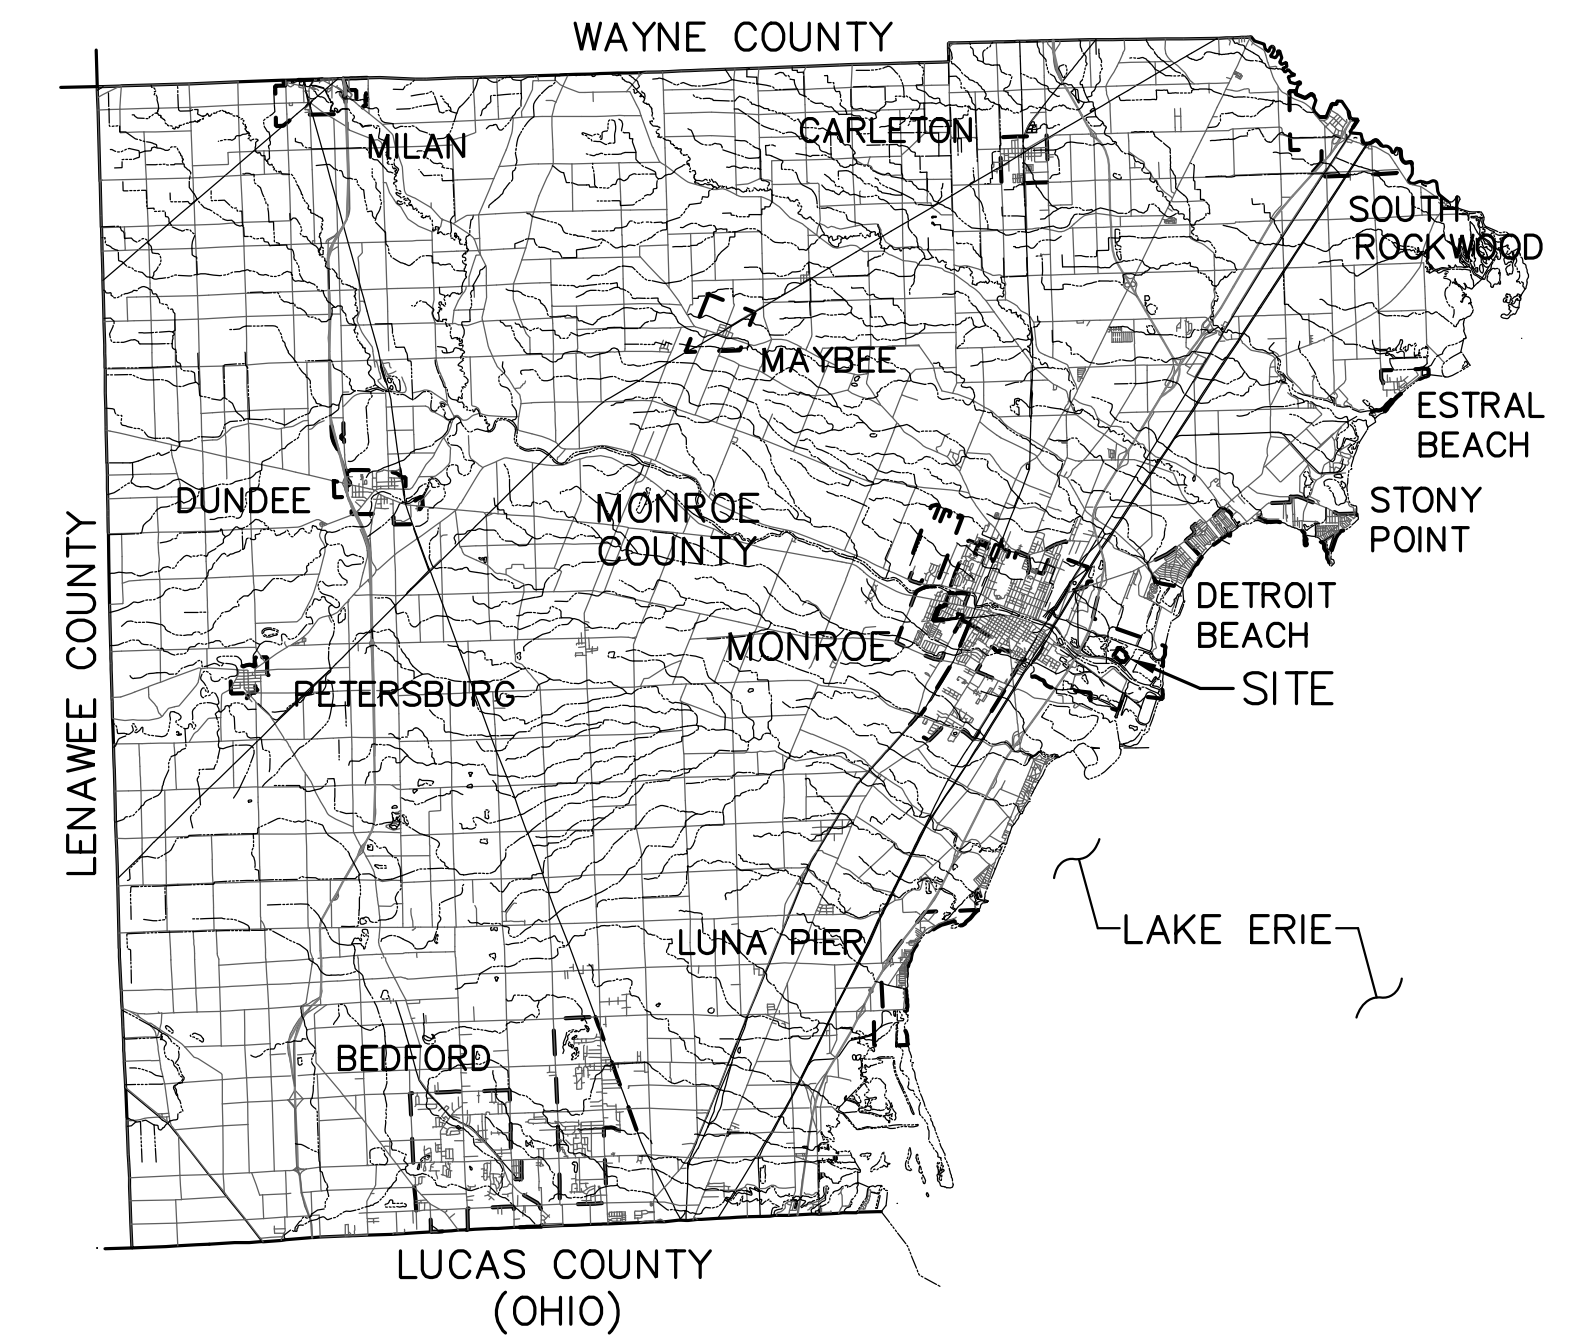 WAYNE COUNTY
MILAN
CARLETON
SOUTH
ROCKWOOD
MAYBEE
ESTRAL
BEACH
DUNDEE
MONROE
COUNTY
STONY
POINT
LENAWEE COUNTY
DETROIT
BEACH
MONROE
PETERSBURG
SITE
LUNA PIER
LAKE ERIE
BEDFORD
LUCAS COUNTY
(OHIO)